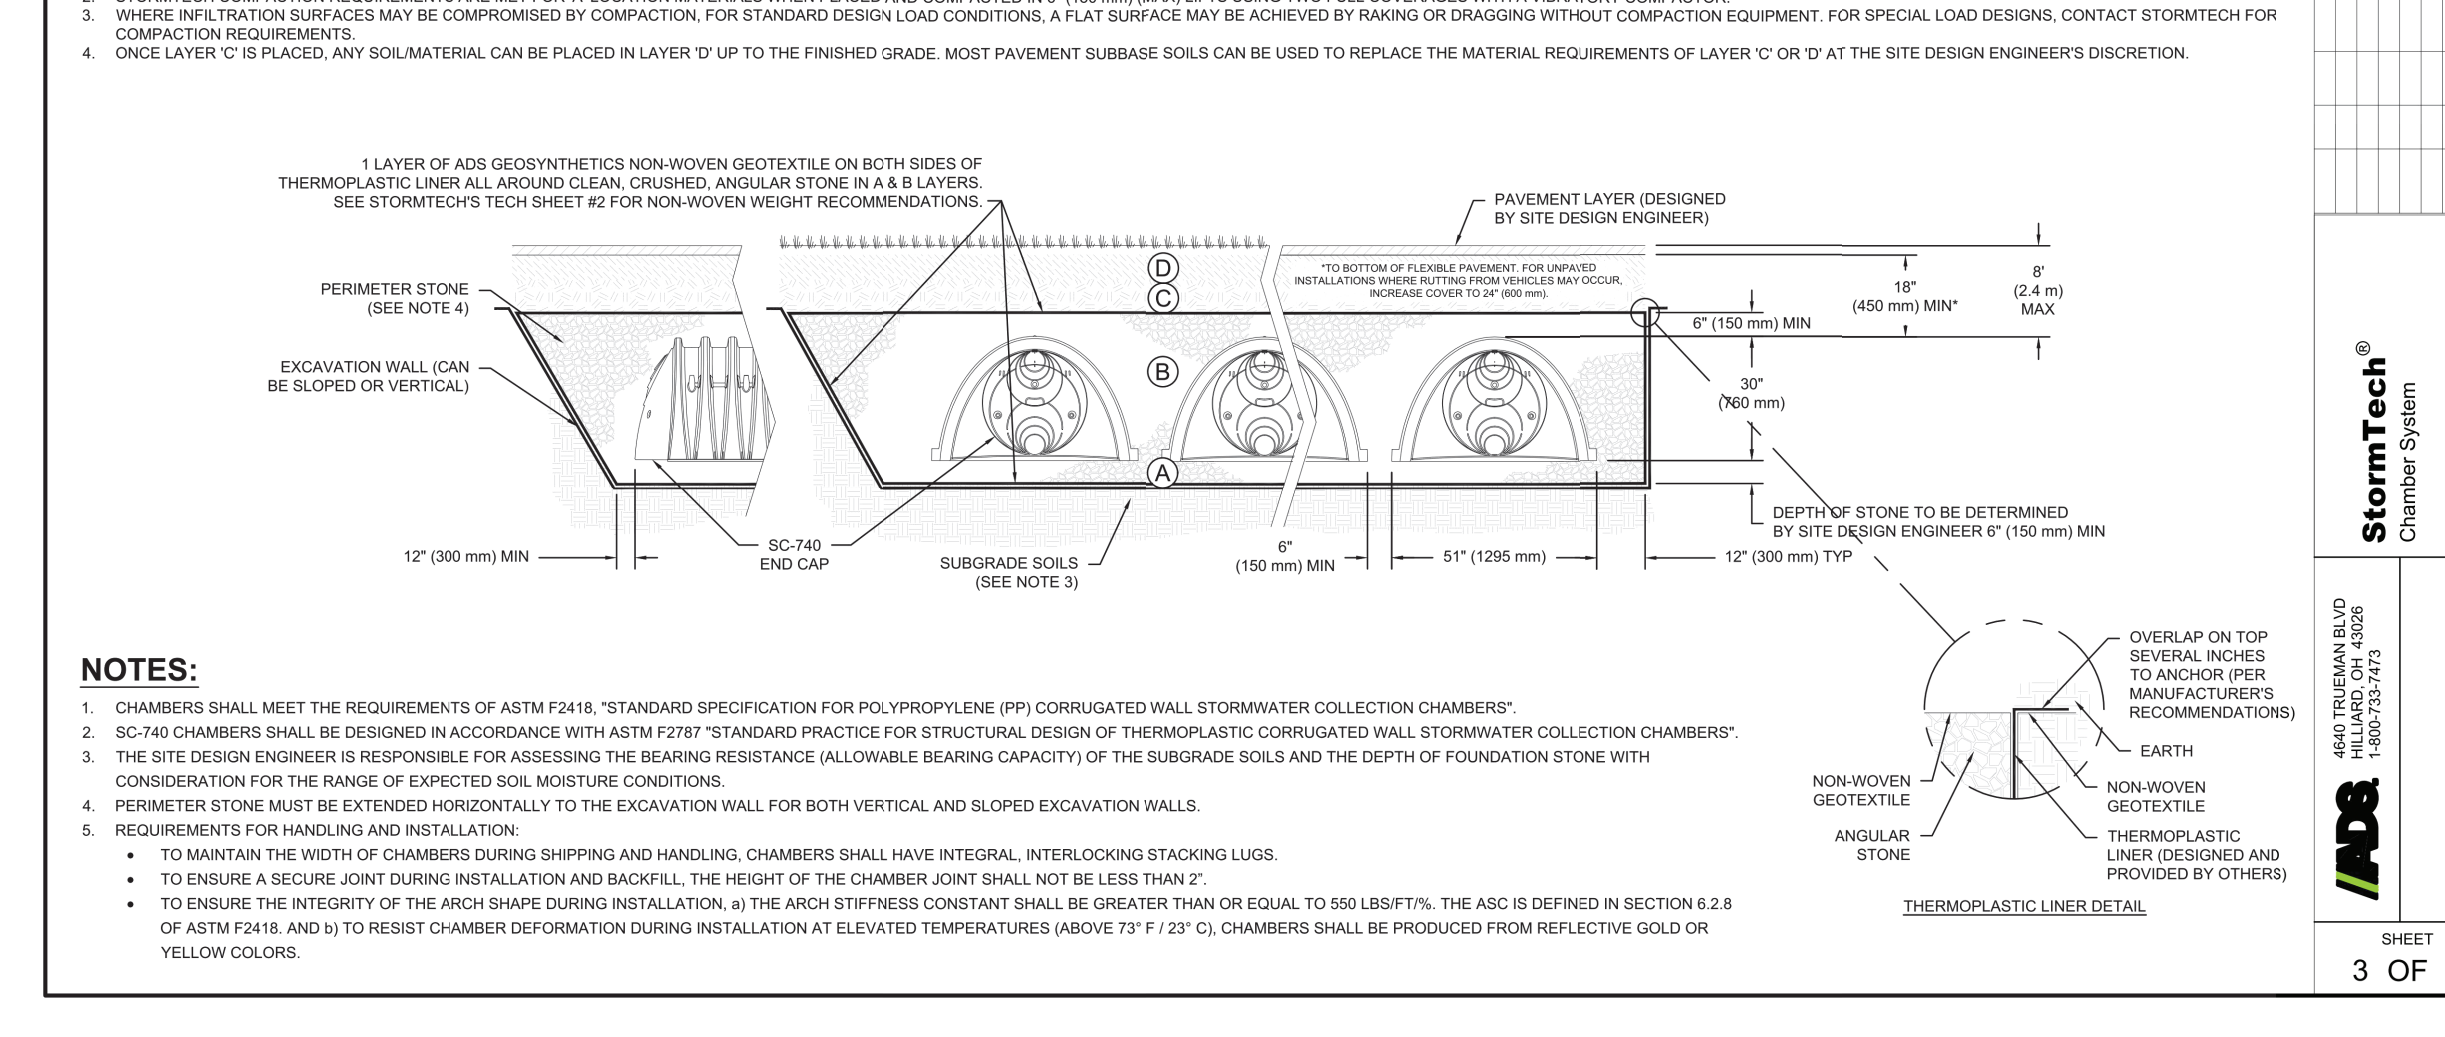 3. WHERE INFILTRATION SURFACES MAY BE COMPROMISED BY COMPACTION, FOR STANDARD DESIGN LOAD CONDITIONS, A FLAT SURFACE MAY BE ACHIEVED BY RAKING OR DRAGGING WITHOUT COMPACTION EQUIPMENT. FOR SPECIAL LOAD DESIGNS, CONTACT STORMTECH FOR
COMPACTION REQUIREMENTS.
4. ONCE LAYER 'C' IS PLACED, ANY SOIL/MATERIAL CAN BE PLACED IN LAYER 'D' UP TO THE FINISHED GRADE. MOST PAVEMENT SUBBASE SOILS CAN BE USED TO REPLACE THE MATERIAL REQUIREMENTS OF LAYER 'C' OR 'D' AT THE SITE DESIGN ENGINEER'S DISCRETION.
1 LAYER OF ADS GEOSYNTHETICS NON-WOVEN GEOTEXTILE ON BOTH SIDES OF
THERMOPLASTIC LINER ALL AROUND CLEAN, CRUSHED, ANGULAR STONE IN A & B LAYERS.
SEE STORMTECH'S TECH SHEET #2 FOR NON-WOVEN WEIGHT RECOMMENDATIONS.
PAVEMENT LAYER (DESIGNED
BY SITE DESIGN ENGINEER)
PERIMETER STONE
(SEE NOTE 4)
EXCAVATION WALL (CAN
BE SLOPED OR VERTICAL)
D
C
B
A
*TO BOTTOM OF FLEXIBLE PAVEMENT. FOR UNPAVED
INSTALLATIONS WHERE RUTTING FROM VEHICLES MAY OCCUR,
INCREASE COVER TO 24" (600 mm).
6" (150 mm) MIN
18"
(450 mm) MIN*
8'
(2.4 m)
MAX
30"
(760 mm)
DEPTH OF STONE TO BE DETERMINED
BY SITE DESIGN ENGINEER 6" (150 mm) MIN
12" (300 mm) MIN
SC-740
END CAP
SUBGRADE SOILS
(SEE NOTE 3)
6"
(150 mm) MIN
51" (1295 mm)
12" (300 mm) TYP
NOTES:
1. CHAMBERS SHALL MEET THE REQUIREMENTS OF ASTM F2418, "STANDARD SPECIFICATION FOR POLYPROPYLENE (PP) CORRUGATED WALL STORMWATER COLLECTION CHAMBERS".
2. SC-740 CHAMBERS SHALL BE DESIGNED IN ACCORDANCE WITH ASTM F2787 "STANDARD PRACTICE FOR STRUCTURAL DESIGN OF THERMOPLASTIC CORRUGATED WALL STORMWATER COLLECTION CHAMBERS".
3. THE SITE DESIGN ENGINEER IS RESPONSIBLE FOR ASSESSING THE BEARING RESISTANCE (ALLOWABLE BEARING CAPACITY) OF THE SUBGRADE SOILS AND THE DEPTH OF FOUNDATION STONE WITH
CONSIDERATION FOR THE RANGE OF EXPECTED SOIL MOISTURE CONDITIONS.
4. PERIMETER STONE MUST BE EXTENDED HORIZONTALLY TO THE EXCAVATION WALL FOR BOTH VERTICAL AND SLOPED EXCAVATION WALLS.
5. REQUIREMENTS FOR HANDLING AND INSTALLATION:
• TO MAINTAIN THE WIDTH OF CHAMBERS DURING SHIPPING AND HANDLING, CHAMBERS SHALL HAVE INTEGRAL, INTERLOCKING STACKING LUGS.
• TO ENSURE A SECURE JOINT DURING INSTALLATION AND BACKFILL, THE HEIGHT OF THE CHAMBER JOINT SHALL NOT BE LESS THAN 2”.
• TO ENSURE THE INTEGRITY OF THE ARCH SHAPE DURING INSTALLATION, a) THE ARCH STIFFNESS CONSTANT SHALL BE GREATER THAN OR EQUAL TO 550 LBS/FT/%. THE ASC IS DEFINED IN SECTION 6.2.8
OF ASTM F2418. AND b) TO RESIST CHAMBER DEFORMATION DURING INSTALLATION AT ELEVATED TEMPERATURES (ABOVE 73° F / 23° C), CHAMBERS SHALL BE PRODUCED FROM REFLECTIVE GOLD OR
YELLOW COLORS.
OVERLAP ON TOP
SEVERAL INCHES
TO ANCHOR (PER
MANUFACTURER'S
RECOMMENDATIONS)
EARTH
NON-WOVEN
GEOTEXTILE
THERMOPLASTIC
LINER (DESIGNED AND
PROVIDED BY OTHERS)
NON-WOVEN
GEOTEXTILE
ANGULAR
STONE
THERMOPLASTIC LINER DETAIL
StormTech®
Chamber System
4640 TRUEMAN BLVD
HILLIARD, OH 43026
1-800-733-7473
ADS.
SHEET
3 OF